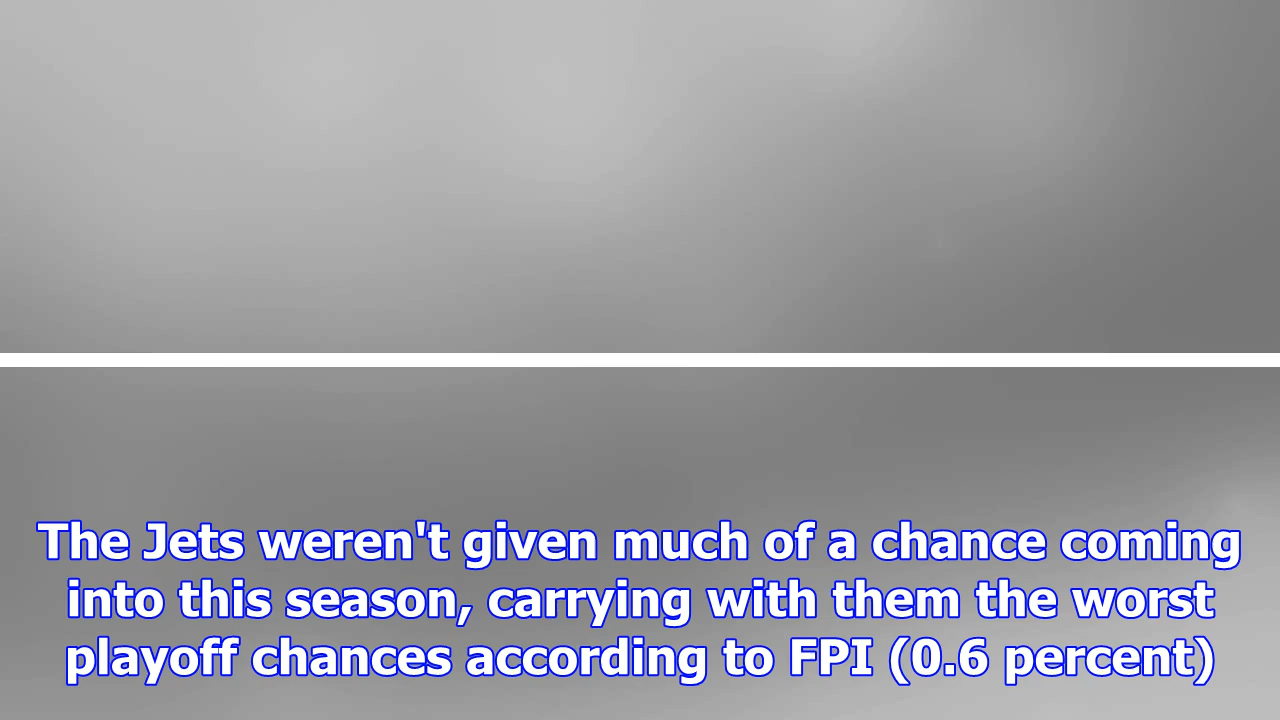 The Jets weren't given much of a chance coming
into this season, carrying with them the worst
playoff chances according to FPI (0.6 percent)